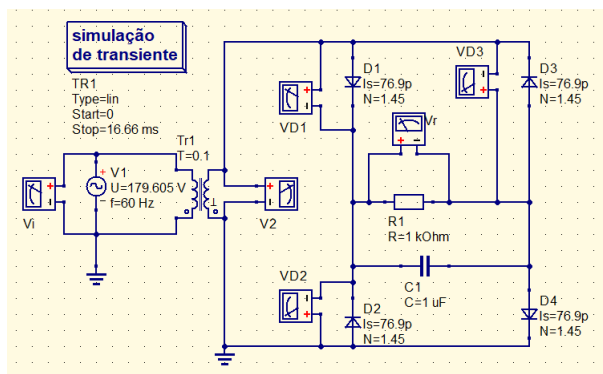 simulação
de transiente
TR1
Type=lin
Start=0
Stop=16.66 ms
Tr1
T=0.1
V1
U=179.605 V
f=60 Hz
Vi
V2
VD1
D1
Is=76.9p
N=1.45
VD3
D3
Is=76.9p
N=1.45
Vr
R1
R=1 kOhm
C1
C=1 uF
VD2
D2
Is=76.9p
N=1.45
D4
Is=76.9p
N=1.45